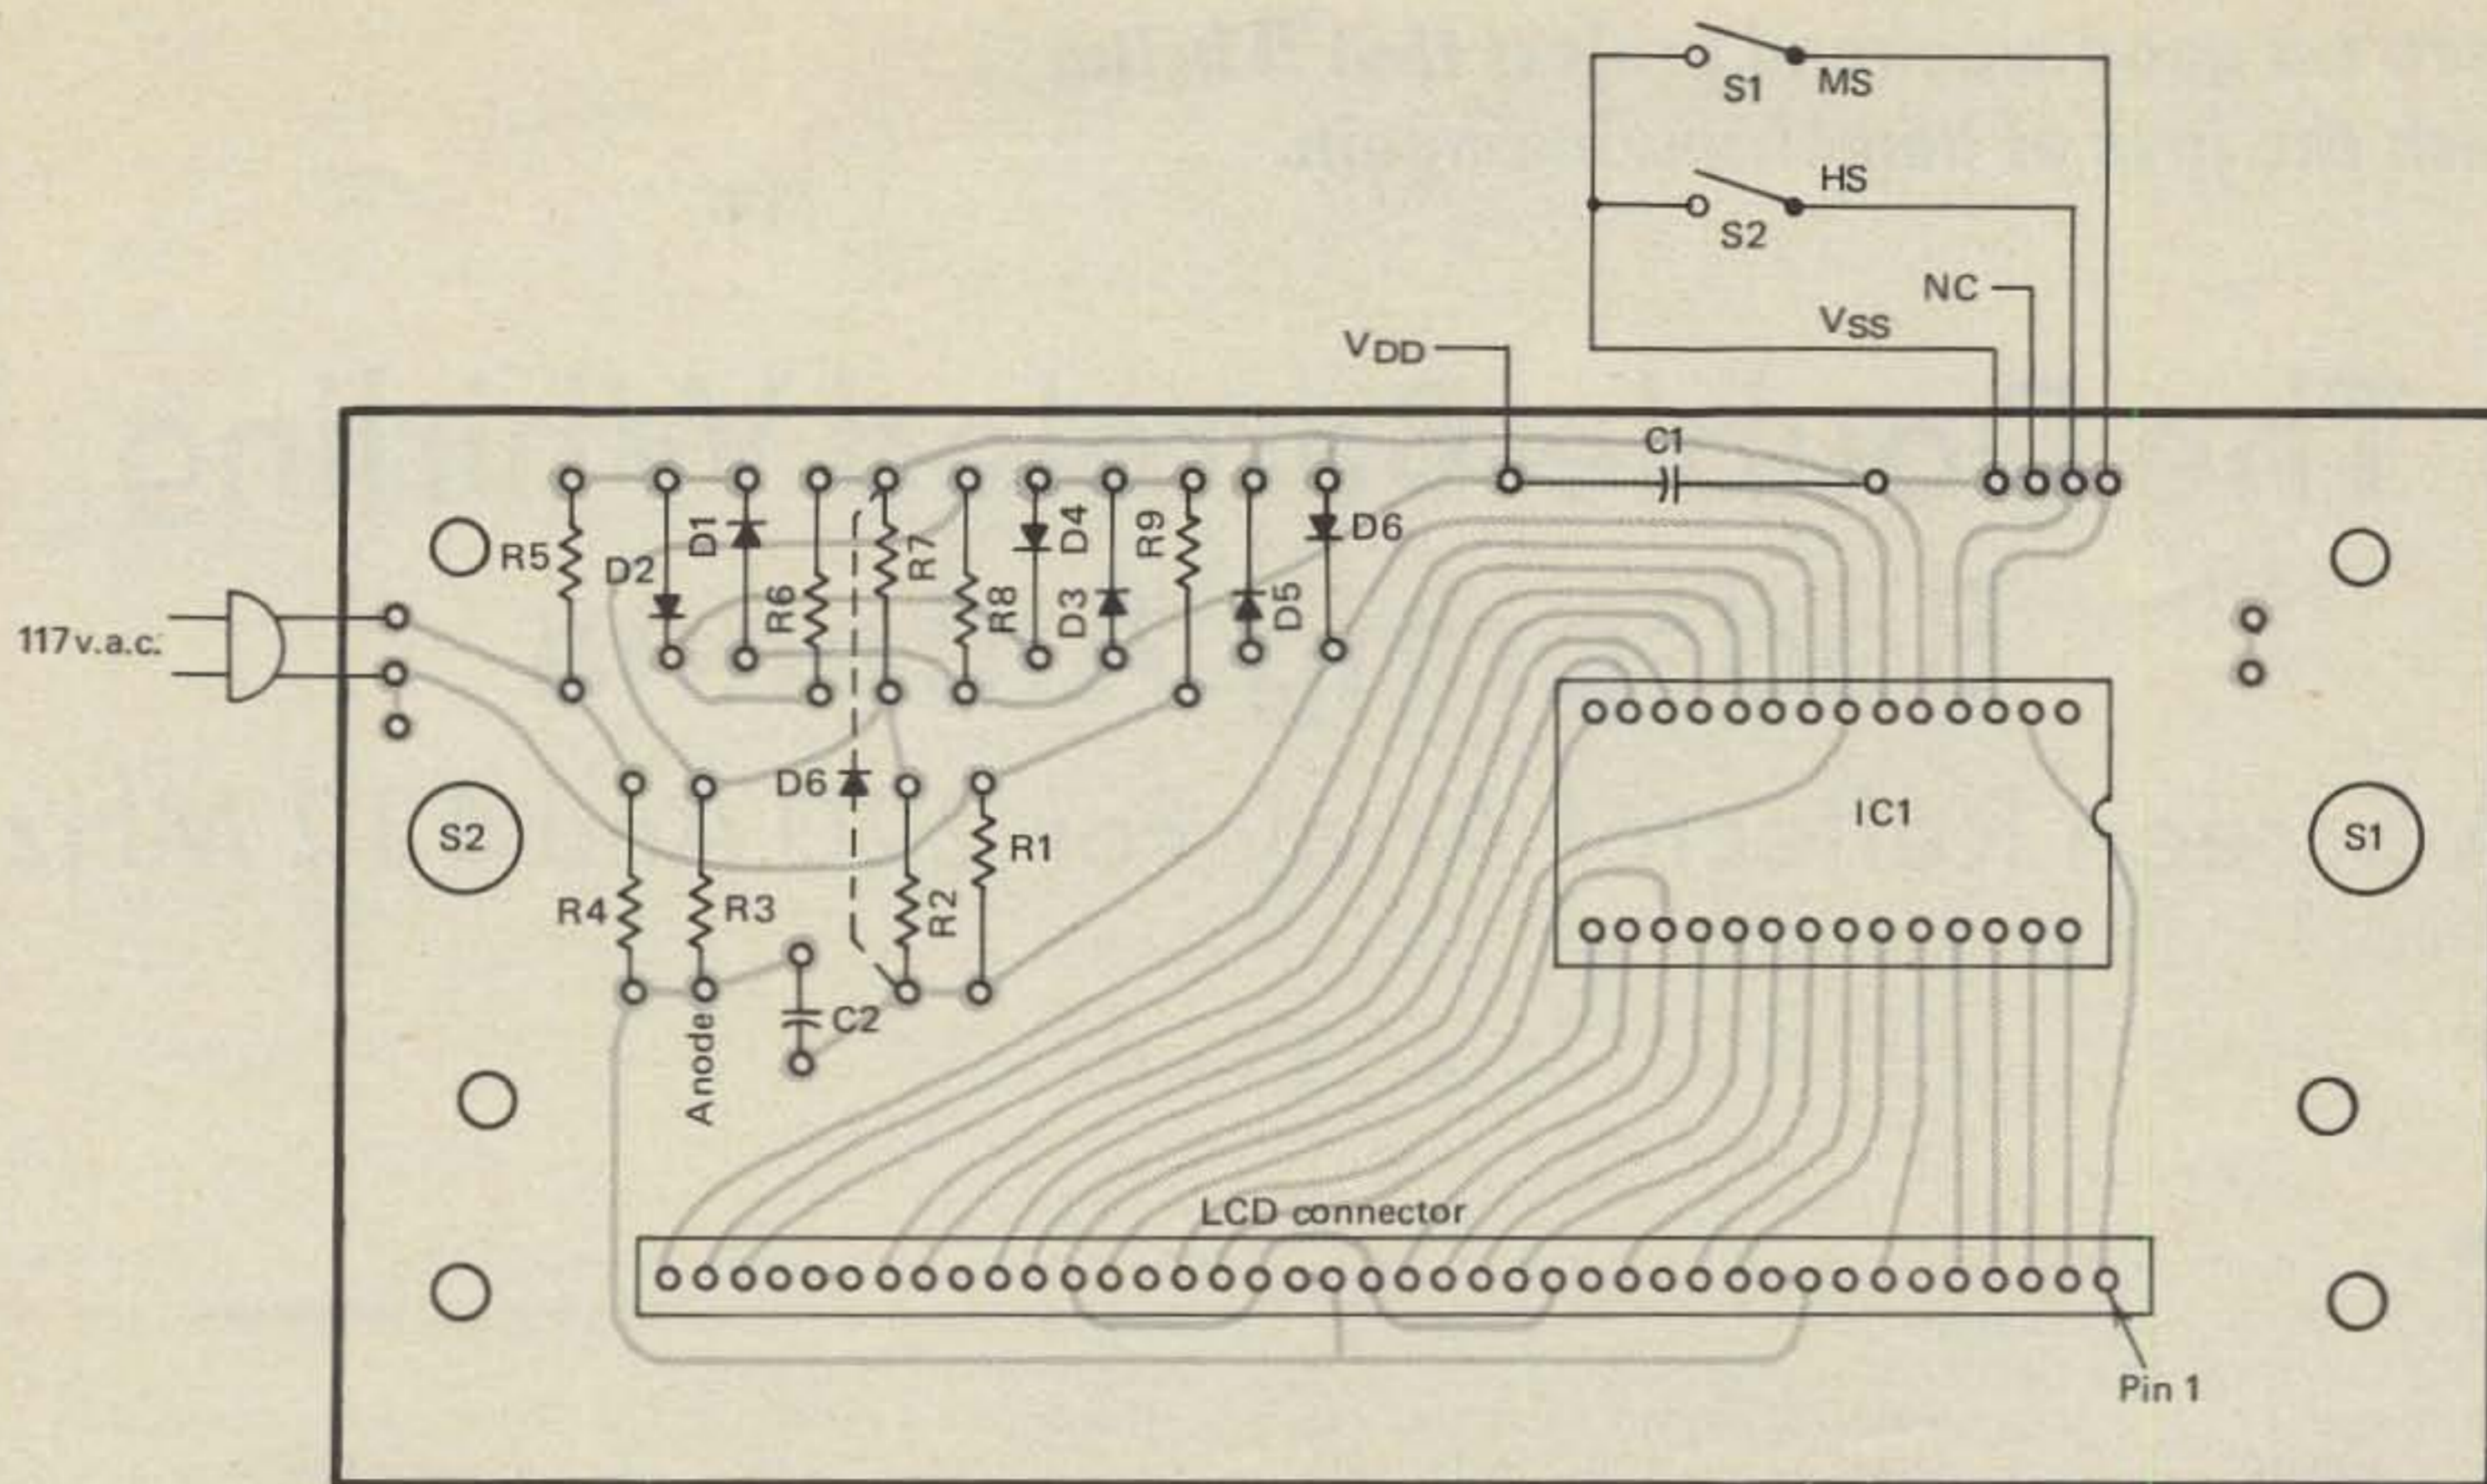 S1
MS
HS
S2
NC
VSS
VDD
C1
R5
D2
D1
R6
R7
R8
D4
D3
R9
D5
D6
117v.a.c.
D6
S2
R4
R3
R2
R1
IC1
S1
Anode
C2
LCD connector
Pin 1